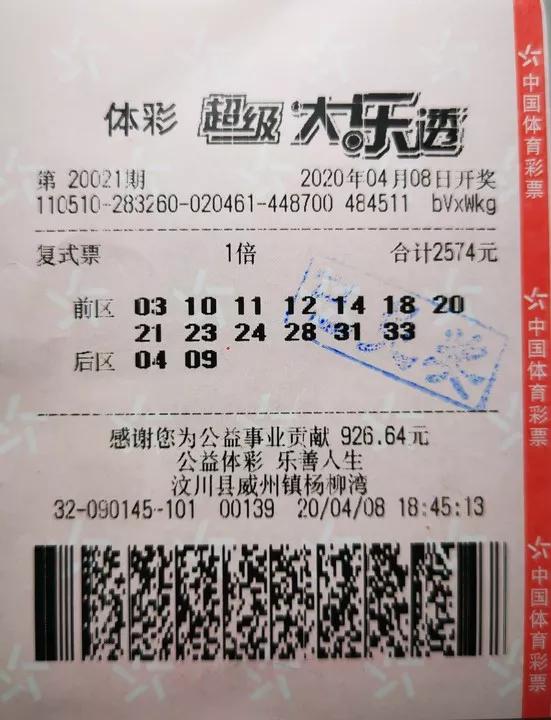 体彩 超级大乐透
第 20021期 2020年04月08日开奖
110510-283260-020461-448700 484511 bVxWkg
复式票 1倍 合计2574元
前区 03 10 11 12 14 18 20
21 23 24 28 31 33
后区 04 09
感谢您为公益事业贡献 926.64元
公益体彩 乐善人生
汶川县威州镇杨柳湾
32-090145-101 00139 20/04/08 18:45:13
中国体育彩票
中国体育彩票
中国体育彩票